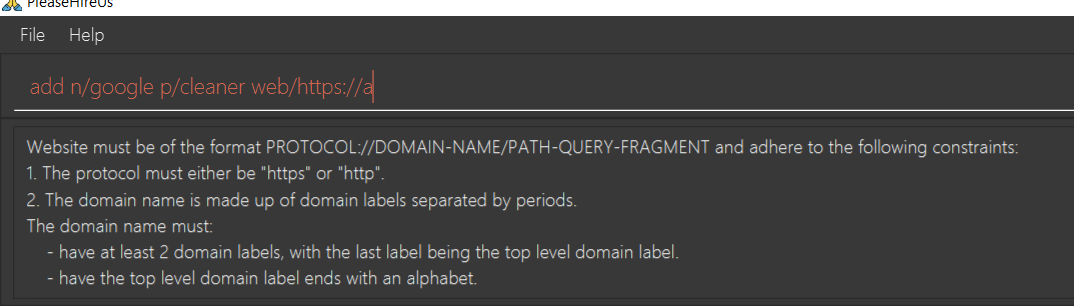 PleaseHireUs
File Help
add n/google p/cleaner web/https://a
Website must be of the format PROTOCOL://DOMAIN-NAME/PATH-QUERY-FRAGMENT and adhere to the following constraints:
1. The protocol must either be "https" or "http".
2. The domain name is made up of domain labels separated by periods.
The domain name must:
- have at least 2 domain labels, with the last label being the top level domain label.
- have the top level domain label ends with an alphabet.